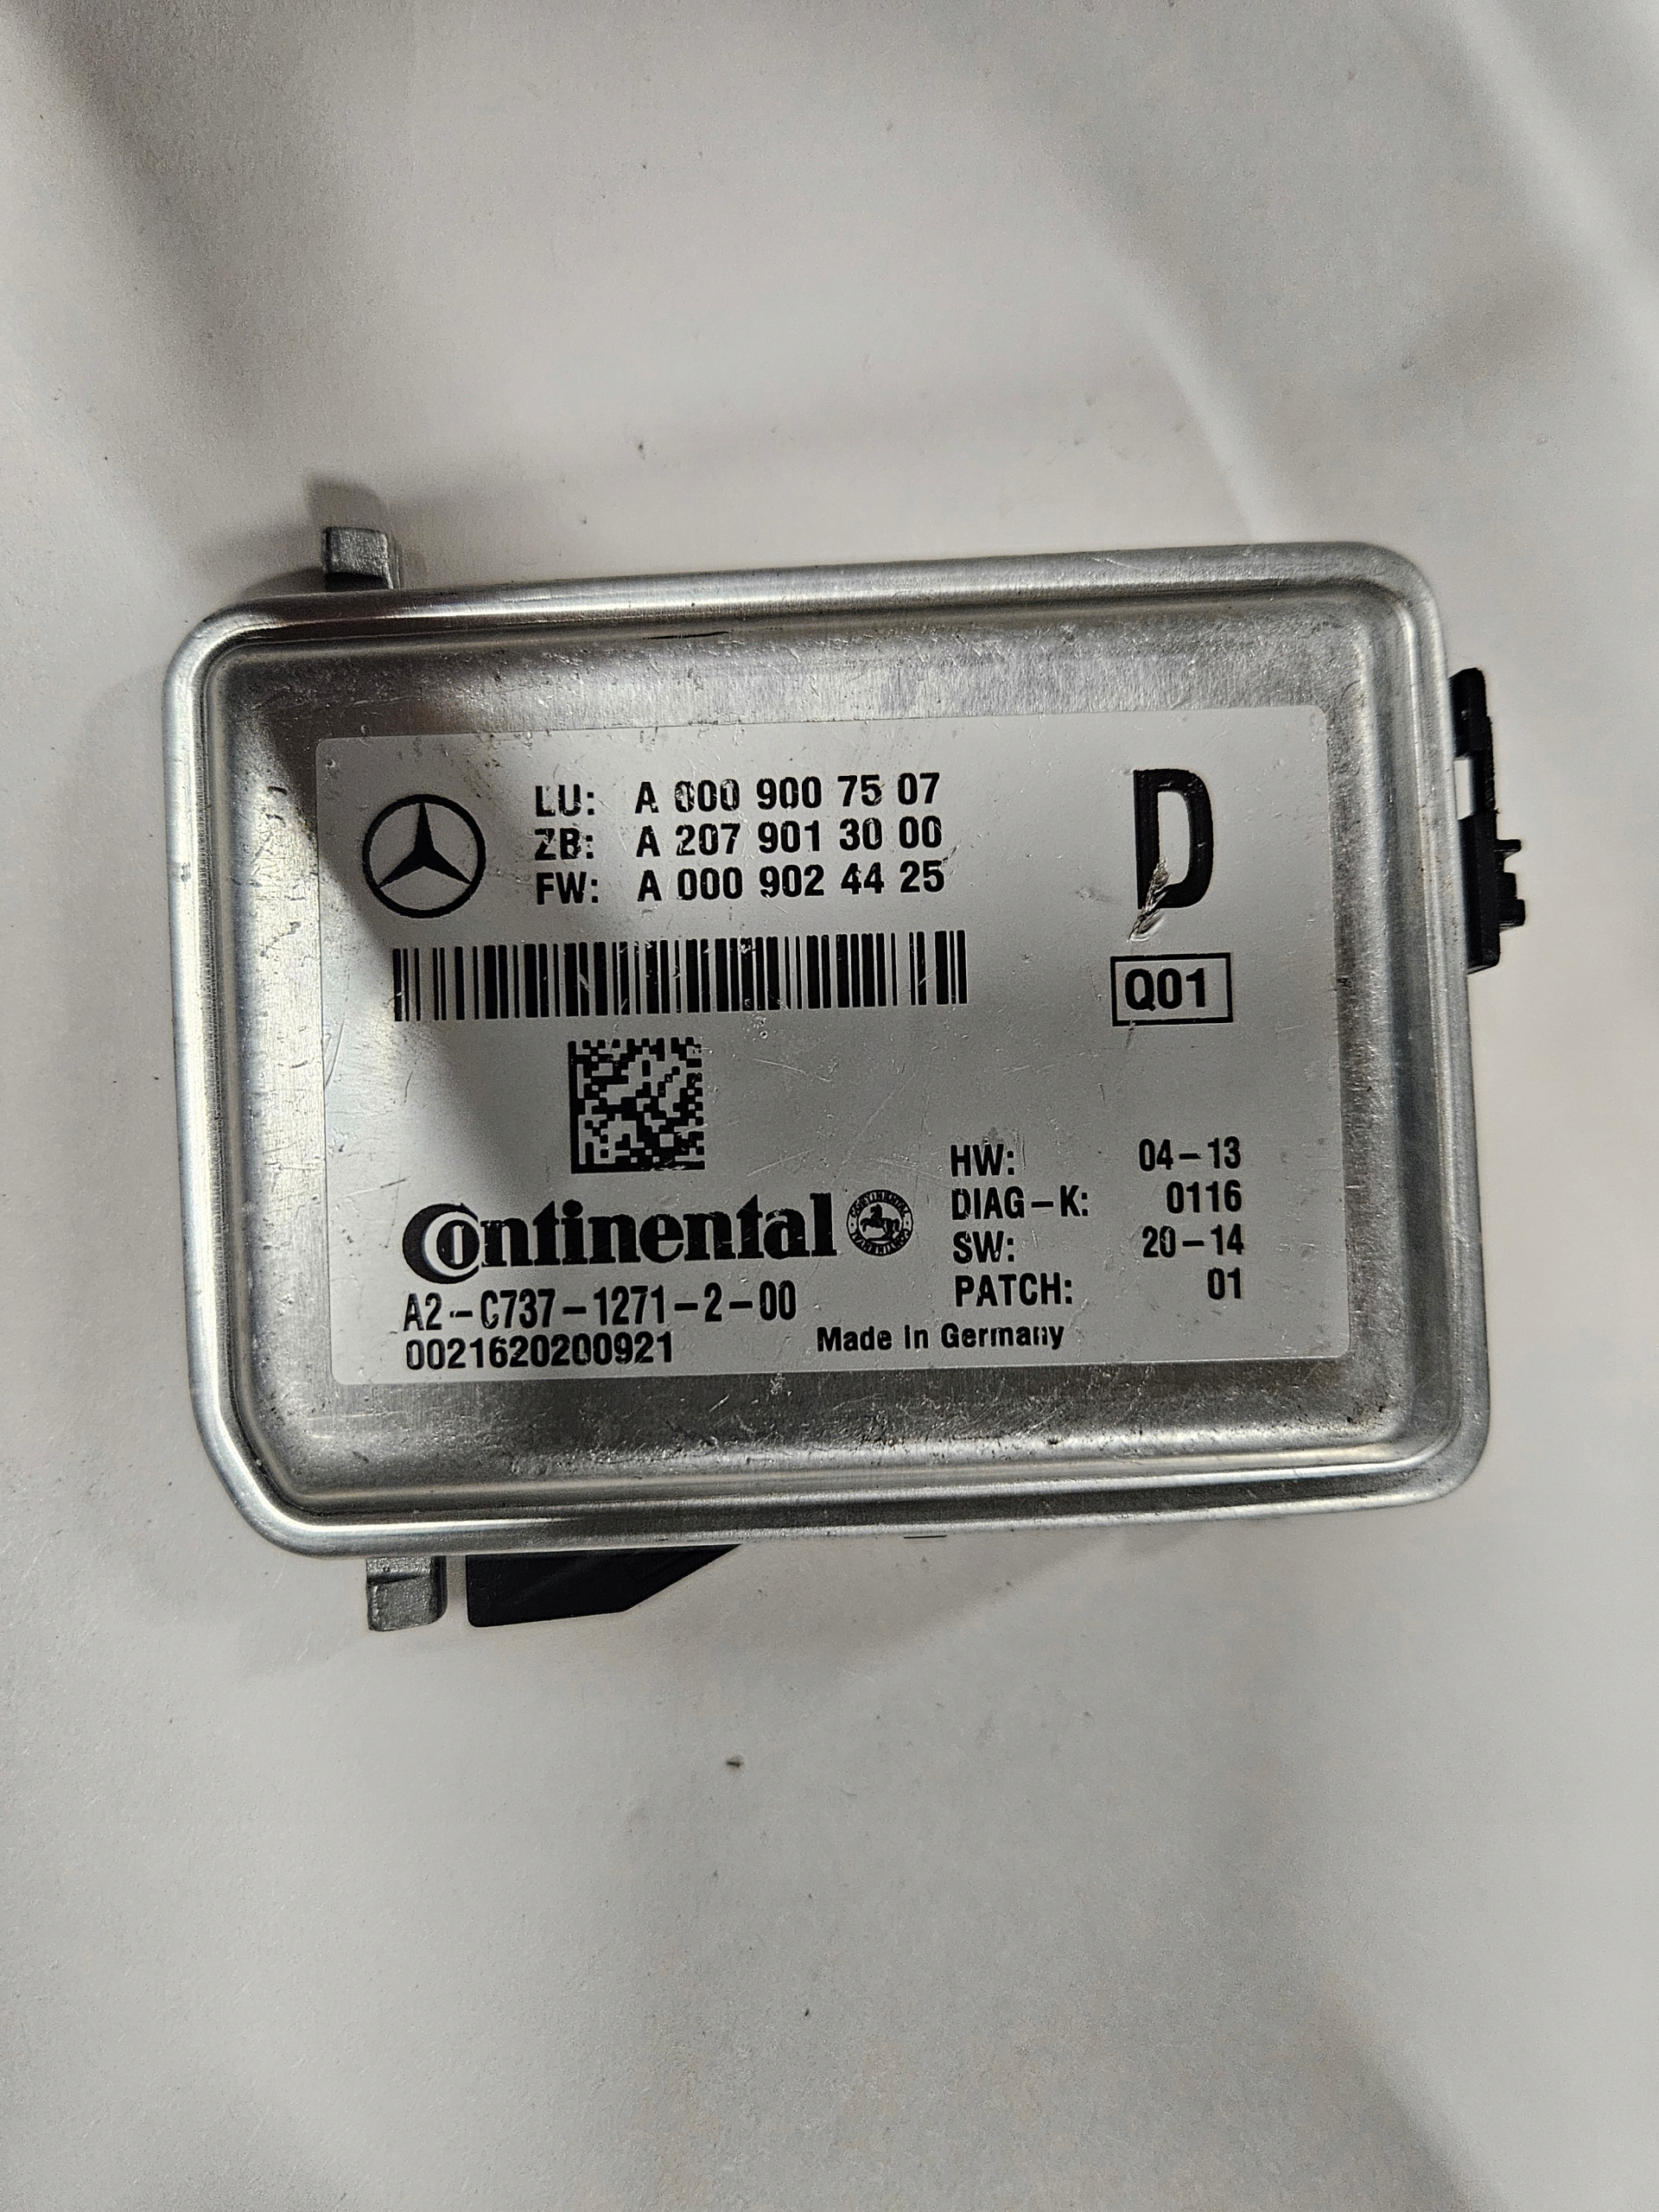 LU: A 000 900 75 07
ZB: A 207 901 30 00
FW: A 000 902 44 25
D
Q01
HW: 04-13
DIAG-K: 0116
SW: 20-14
PATCH: 01
Continental
A2-C737-1271-2-00
0021620200921
Made in Germany